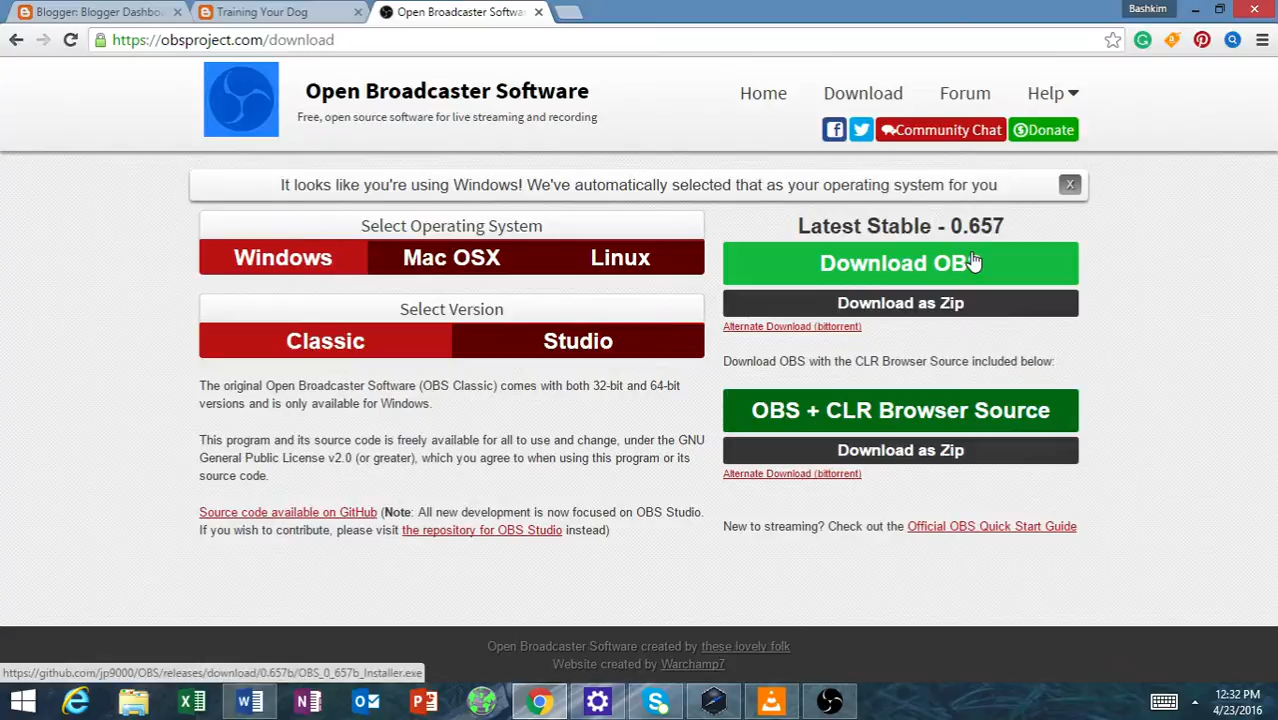 Blogger: Blogger Dashbo
Training Your Dog
Open Broadcaster Softwa
Bashkim
https://obsproject.com/download
Open Broadcaster Software
Free, open source software for live streaming and recording
Home
Download
Forum
Help
Community Chat
Donate
It looks like you're using Windows! We've automatically selected that as your operating system for you
X
Select Operating System
Windows
Mac OSX
Linux
Select Version
Classic
Studio
The original Open Broadcaster Software (OBS Classic) comes with both 32-bit and 64-bit
versions and is only available for Windows.
This program and its source code is freely available for all to use and change, under the GNU
General Public License v2.0 (or greater), which you agree to when using this program or its
source code.
Source code available on GitHub (Note: All new development is now focused on OBS Studio.
If you wish to contribute, please visit the repository for OBS Studio instead)
Latest Stable - 0.657
Download OBS
Download as Zip
Alternate Download (bittorrent)
Download OBS with the CLR Browser Source included below:
OBS + CLR Browser Source
Download as Zip
Alternate Download (bittorrent)
New to streaming? Check out the Official OBS Quick Start Guide
Open Broadcaster Software created by these lovely folk
Website created by Warchamp7
https://github.com/jp9000/OBS/releases/download/0.657b/OBS_0_657b_Installer.exe
12:32 PM
4/23/2016